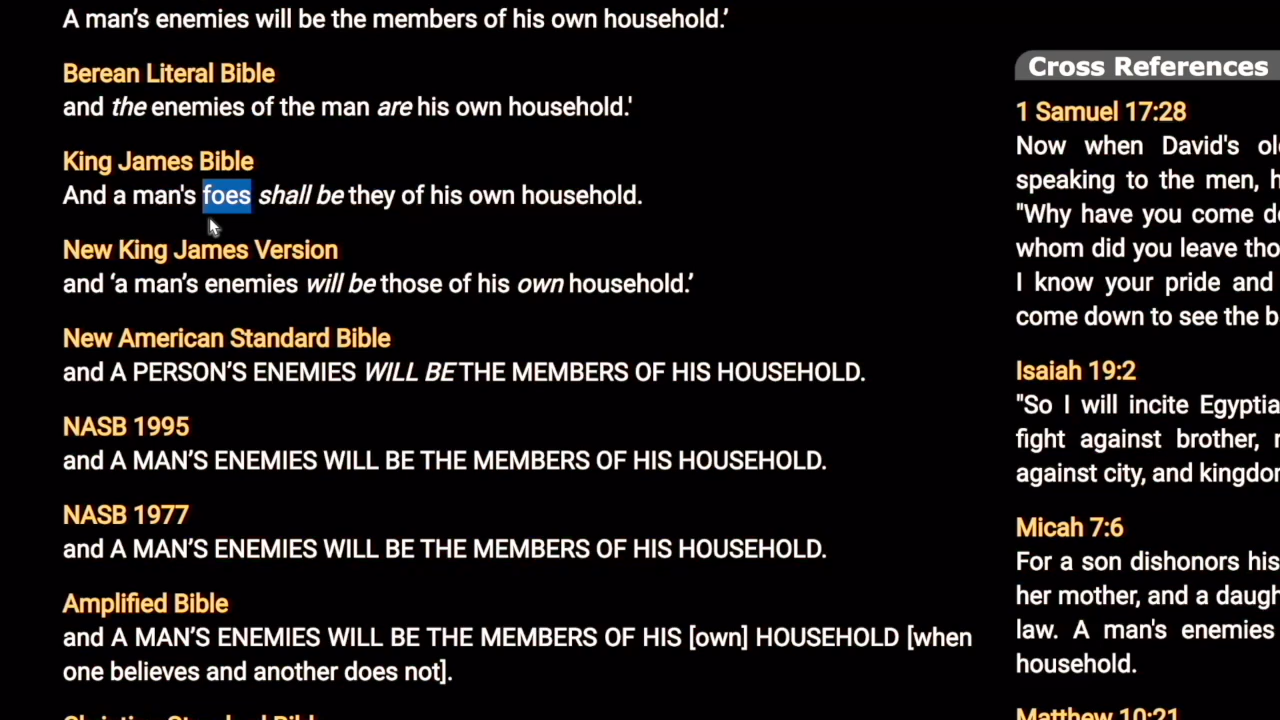 A man’s enemies will be the members of his own household.’
Berean Literal Bible
and the enemies of the man are his own household.'
King James Bible
And a man's foes shall be they of his own household.
New King James Version
and ‘a man’s enemies will be those of his own household.’
New American Standard Bible
and A PERSON’S ENEMIES WILL BE THE MEMBERS OF HIS HOUSEHOLD.
NASB 1995
and A MAN’S ENEMIES WILL BE THE MEMBERS OF HIS HOUSEHOLD.
NASB 1977
and A MAN’S ENEMIES WILL BE THE MEMBERS OF HIS HOUSEHOLD.
Amplified Bible
and A MAN’S ENEMIES WILL BE THE MEMBERS OF HIS [own] HOUSEHOLD [when
one believes and another does not].
Christian Standard Bible
Cross References
1 Samuel 17:28
Now when David's
speaking to the men,
"Why have you come
whom did you leave
I know your pride and
come down to see the
Isaiah 19:2
"So I will incite
fight against brother,
against city, and
Micah 7:6
For a son dishonors his
her mother, and a
law. A man's enemies
household.
Matthew 10:21